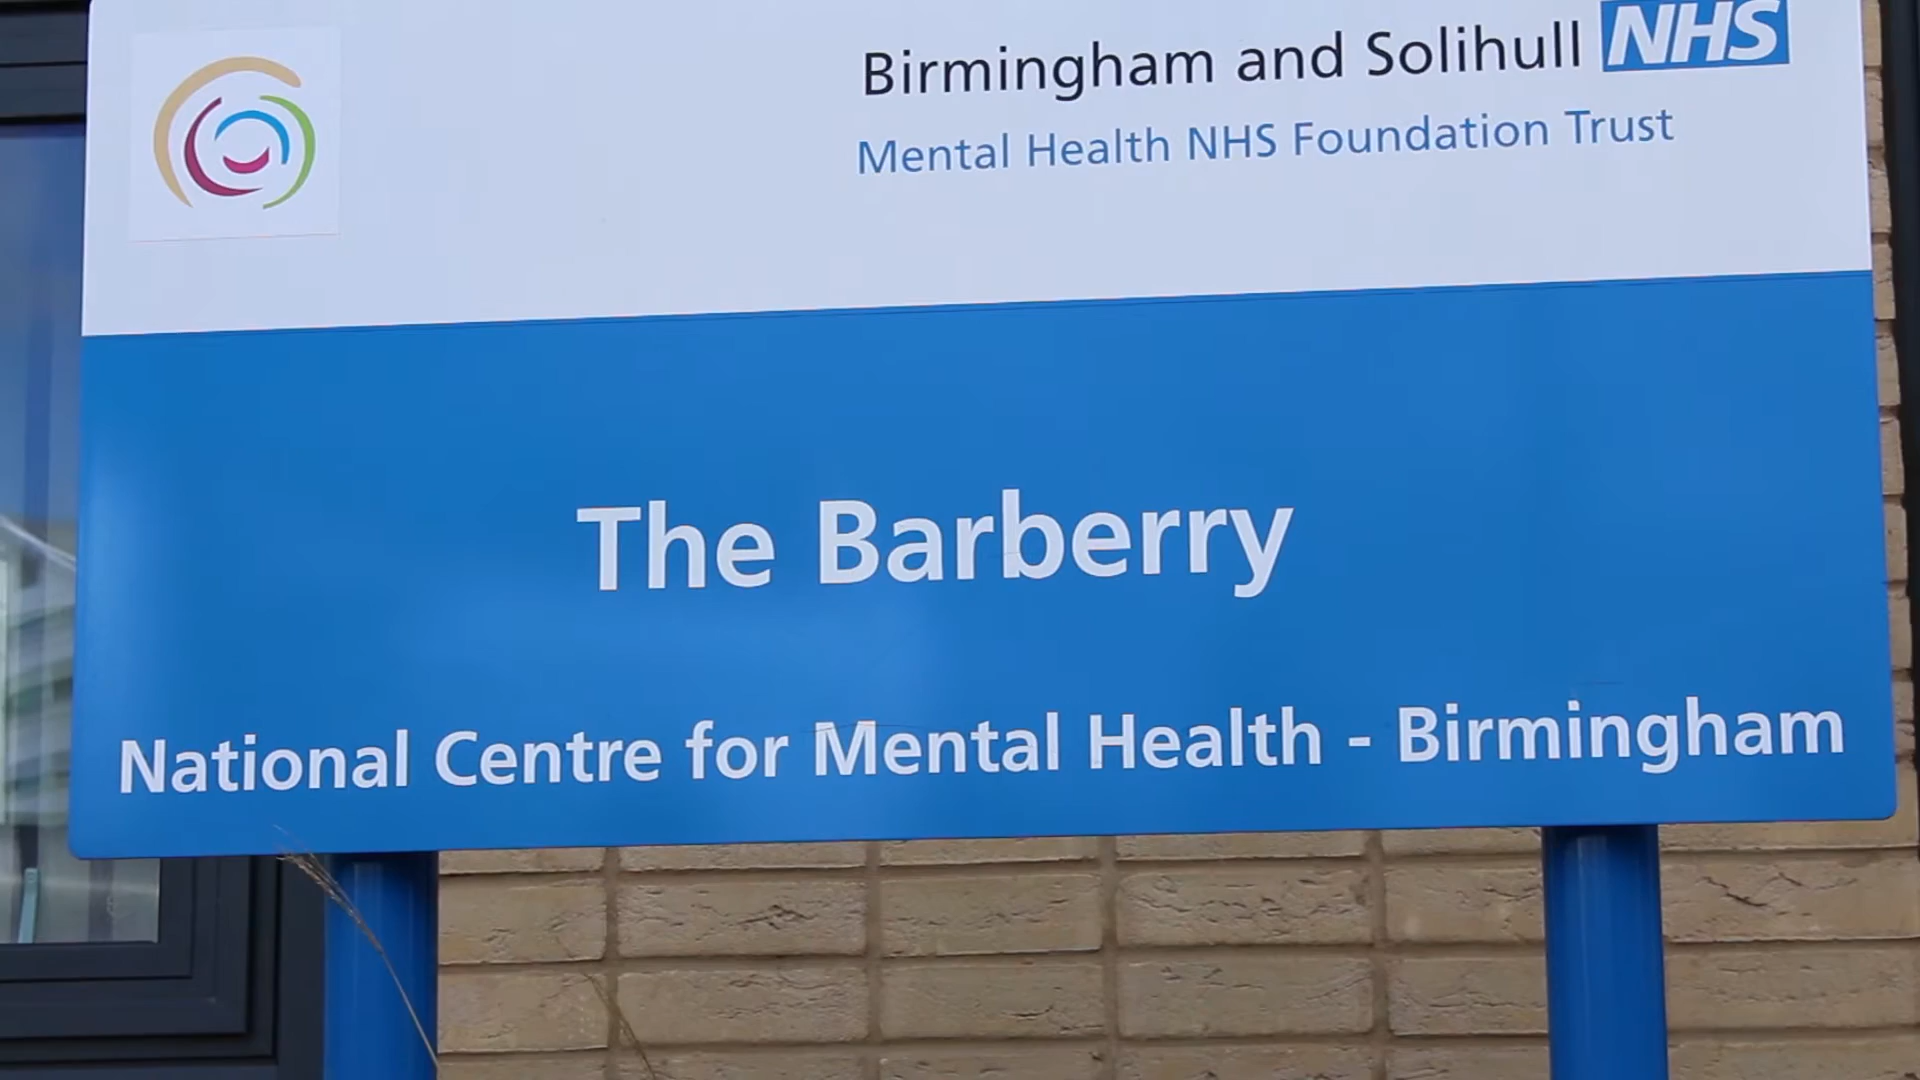 Birmingham and Solihull NHS
Mental Health NHS Foundation Trust
The Barberry
National Centre for Mental Health - Birmingham